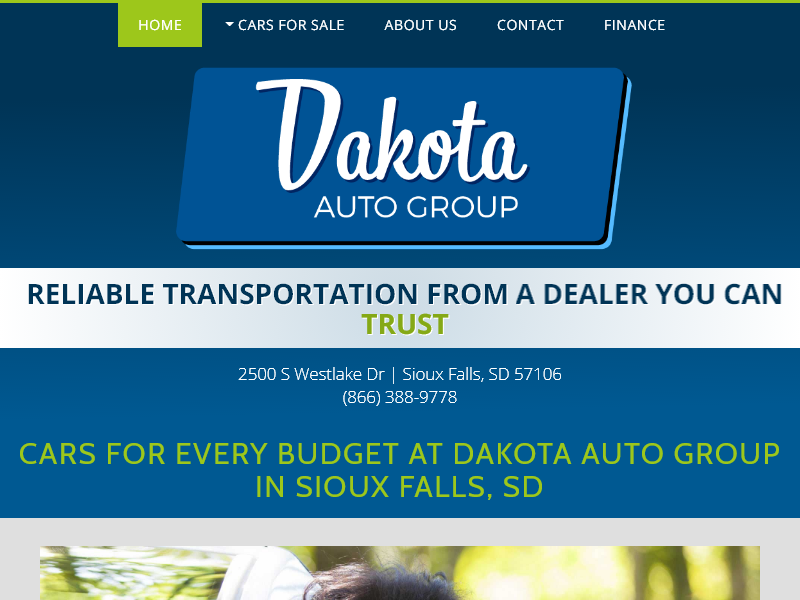 HOME CARS FOR SALE ABOUT US CONTACT FINANCE
Dakota
AUTO GROUP
RELIABLE TRANSPORTATION FROM A DEALER YOU CAN
TRUST
2500 S Westlake Dr | Sioux Falls, SD 57106
(866) 388-9778
CARS FOR EVERY BUDGET AT DAKOTA AUTO GROUP
IN SIOUX FALLS, SD